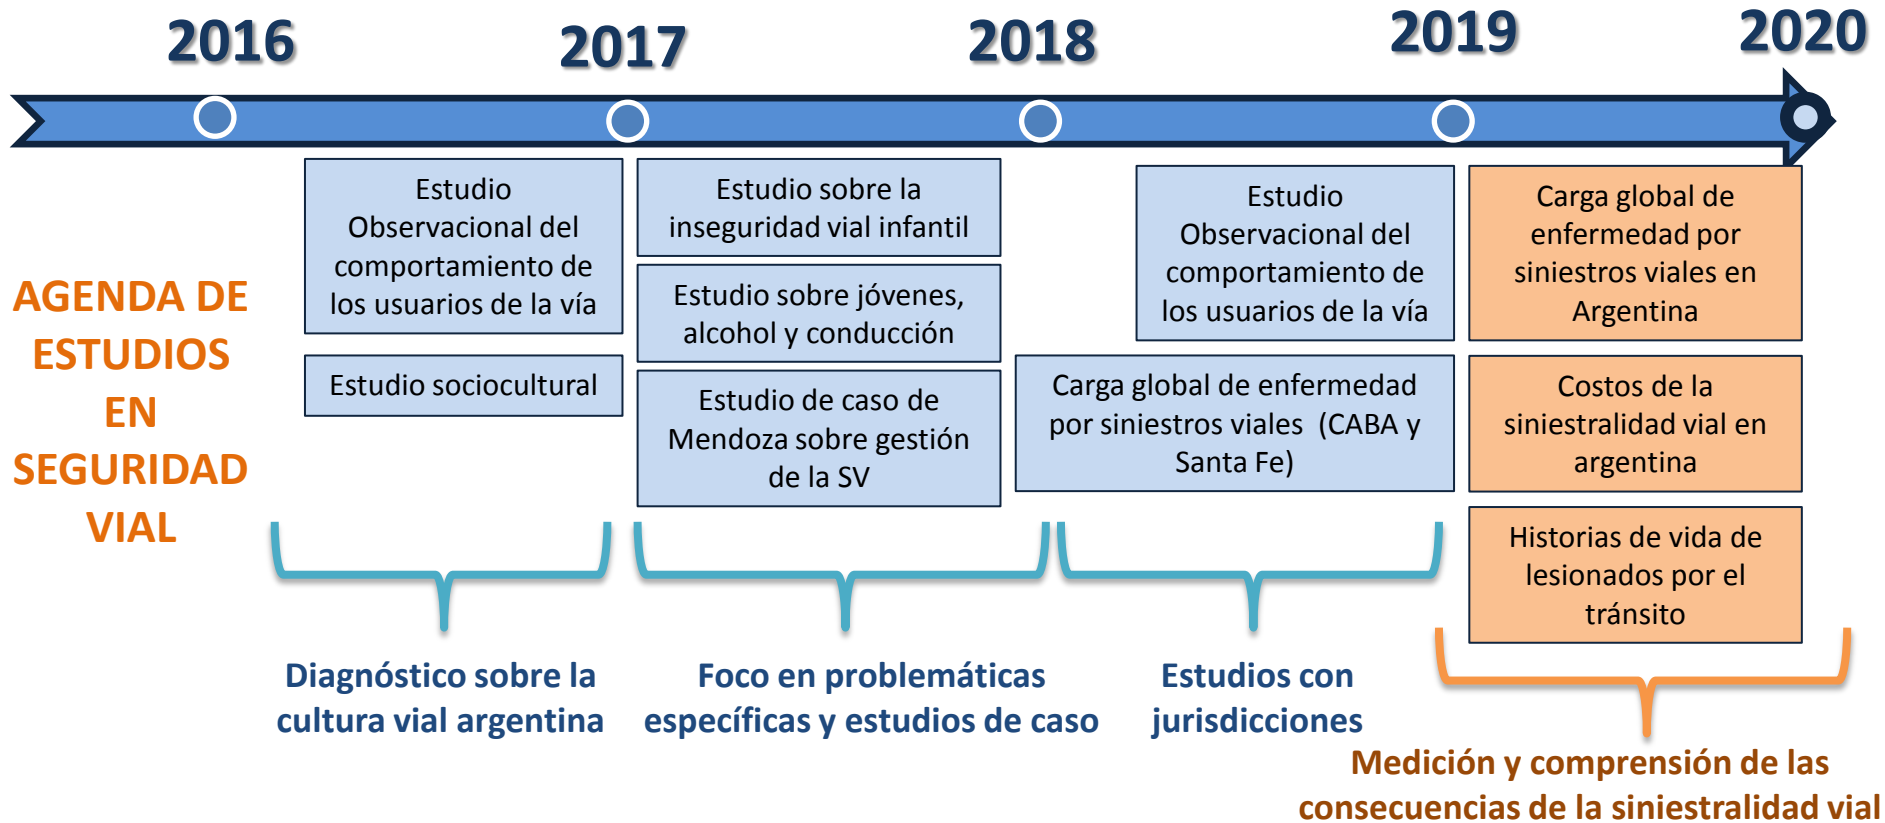 2016
2017
2018
2019
2020
AGENDA DE
ESTUDIOS
EN
SEGURIDAD
VIAL
Estudio
Observacional del
comportamiento de
los usuarios de la vía
Estudio sociocultural
Estudio sobre la
inseguridad vial infantil
Estudio sobre jóvenes,
alcohol y conducción
Estudio de caso de
Mendoza sobre gestión
de la SV
Estudio
Observacional del
comportamiento de
los usuarios de la vía
Carga global de enfermedad
por siniestros viales (CABA y
Santa Fe)
Carga global de
enfermedad por
siniestros viales en
Argentina
Costos de la
siniestralidad vial en
argentina
Historias de vida de
lesionados por el
tránsito
Diagnóstico sobre la
cultura vial argentina
Foco en problemáticas
específicas y estudios de caso
Estudios con
jurisdicciones
Medición y comprensión de las
consecuencias de la siniestralidad vial